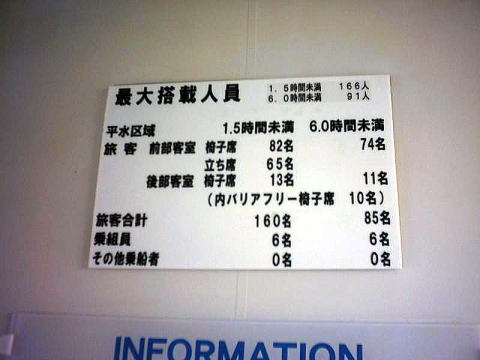 最大搭載人員 1.5時間未満 166人
6.0時間未満 91人
平水区域 1.5時間未満 6.0時間未満
旅客 前部客室 椅子席 82名 74名
立ち席 65名
後部客室 椅子席 13名 11名
(内バリアフリー椅子席 10名)
旅客合計 160名 85名
乗組員 6名 6名
その他乗船者 0名 0名
INFORMATION